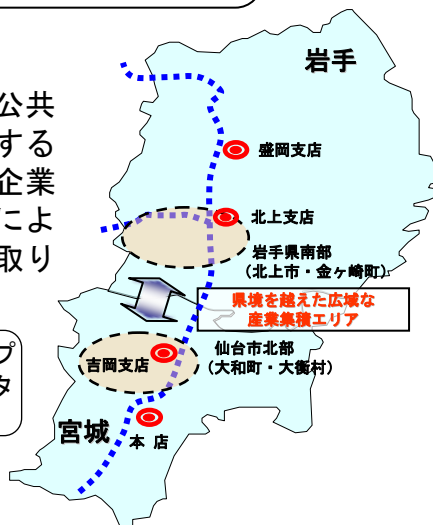 岩手
公共
する
企業
によ
取り
盛岡支店
北上支店
岩手県南部
(北上市・金ヶ崎町)
県境を越えた広域な
産業集積エリア
プ
タ
吉岡支店
仙台市北部
(大和町・大衡村)
宮城
本 店